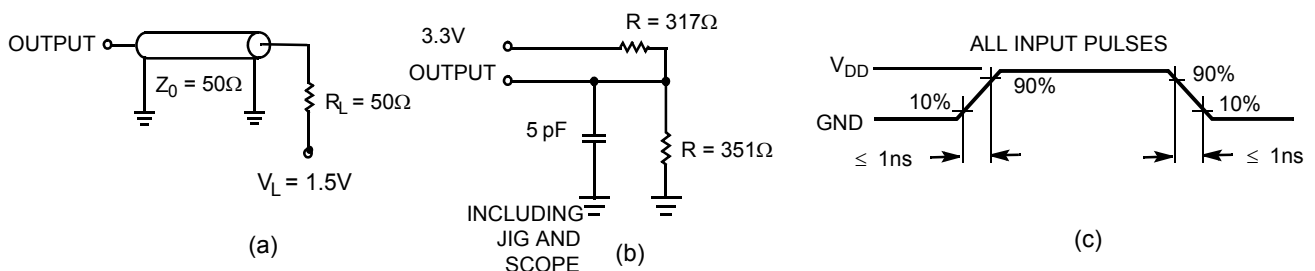 OUTPUT
Z0 = 50Ω
RL = 50Ω
VL = 1.5V
(a)
R = 317Ω
3.3V
OUTPUT
5 pF
R = 351Ω
INCLUDING
JIG AND
SCOPE
(b)
ALL INPUT PULSES
VDD
GND
10%
90%
90%
10%
≤ 1ns
≤ 1ns
(c)